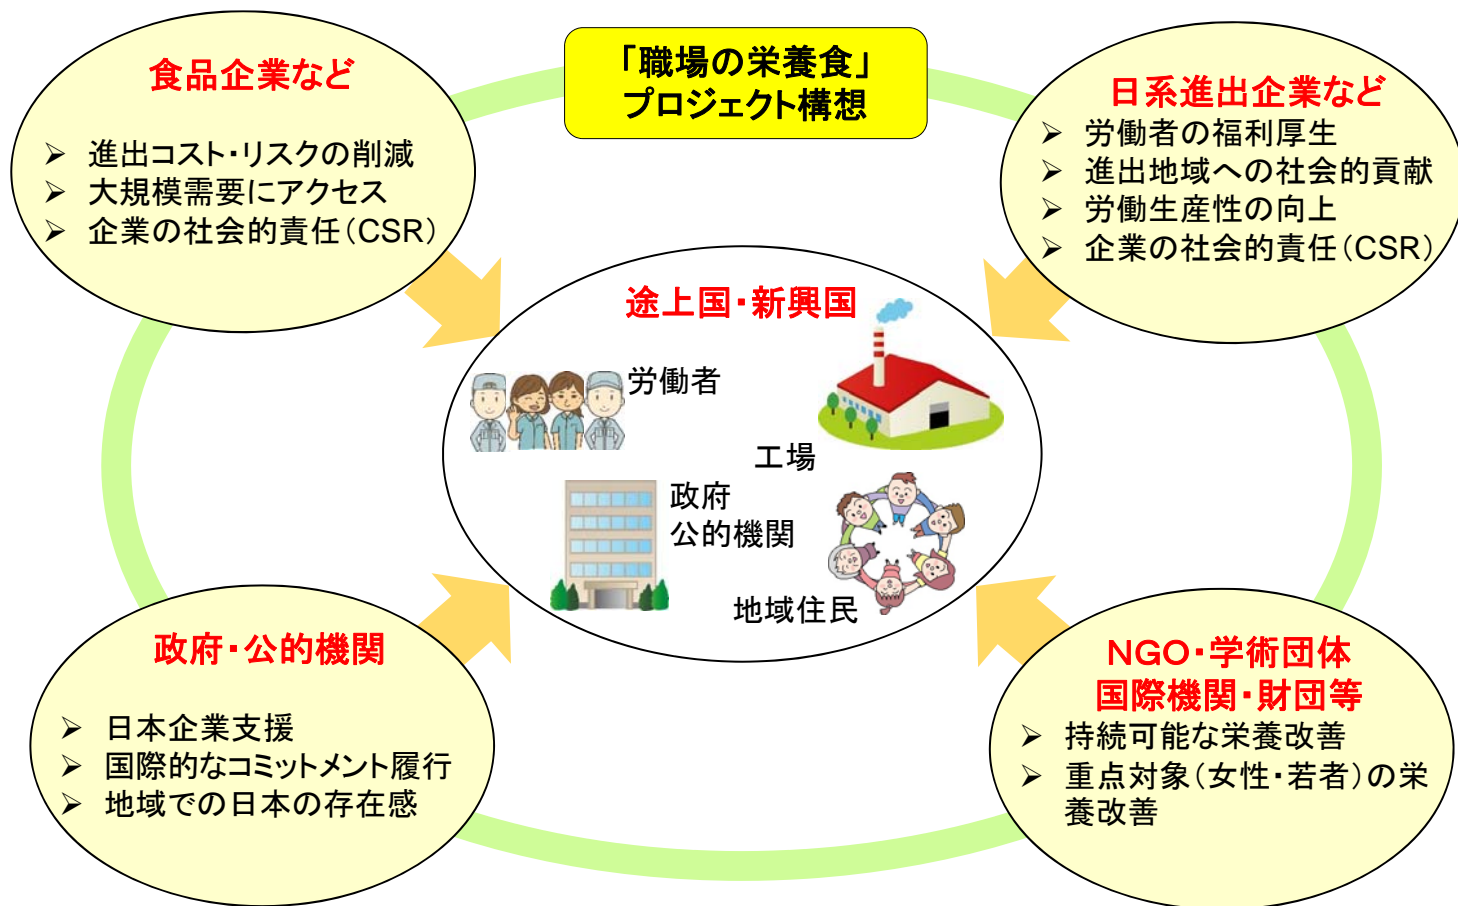 「職場の栄養食」
プロジェクト構想
食品企業など
➢ 進出コスト・リスクの削減
➢ 大規模需要にアクセス
➢ 企業の社会的責任(CSR)
日系進出企業など
➢ 労働者の福利厚生
➢ 進出地域への社会的貢献
➢ 労働生産性の向上
➢ 企業の社会的責任(CSR)
途上国・新興国
労働者
工場
政府
公的機関
地域住民
政府・公的機関
➢ 日本企業支援
➢ 国際的なコミットメント履行
➢ 地域での日本の存在感
NGO・学術団体
国際機関・財団等
➢ 持続可能な栄養改善
➢ 重点対象(女性・若者)の栄
養改善